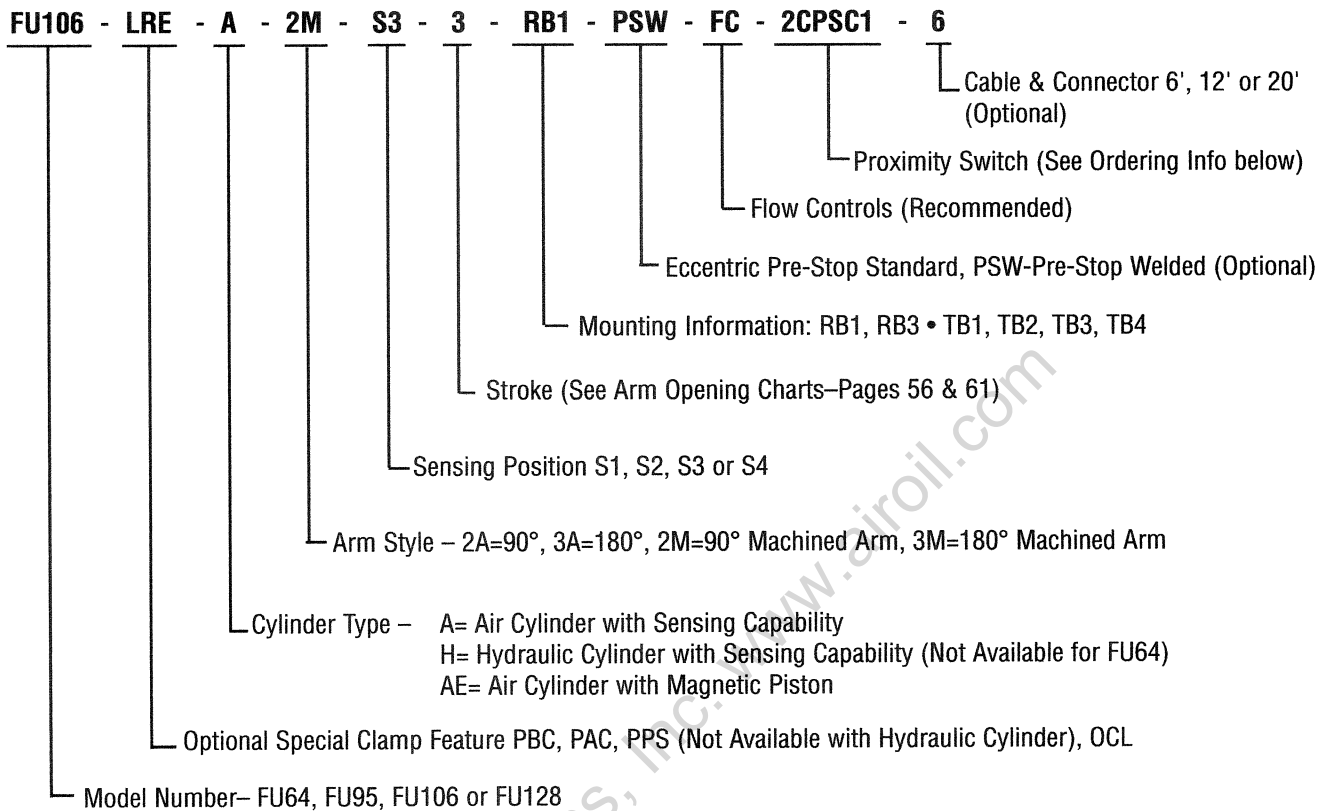 FU106 - LRE - A - 2M - S3 - 3 - RB1 - PSW - FC - 2CPSC1 - 6
Cable & Connector 6', 12' or 20'
(Optional)
Proximity Switch (See Ordering Info below)
Flow Controls (Recommended)
Eccentric Pre-Stop Standard, PSW-Pre-Stop Welded (Optional)
Mounting Information: RB1, RB3 • TB1, TB2, TB3, TB4
Stroke (See Arm Opening Charts–Pages 56 & 61)
Sensing Position S1, S2, S3 or S4
Arm Style – 2A=90°, 3A=180°, 2M=90° Machined Arm, 3M=180° Machined Arm
Cylinder Type – A= Air Cylinder with Sensing Capability
H= Hydraulic Cylinder with Sensing Capability (Not Available for FU64)
AE= Air Cylinder with Magnetic Piston
Optional Special Clamp Feature PBC, PAC, PPS (Not Available with Hydraulic Cylinder), OCL
Model Number– FU64, FU95, FU106 or FU128
s, Inc. www.airoil.com